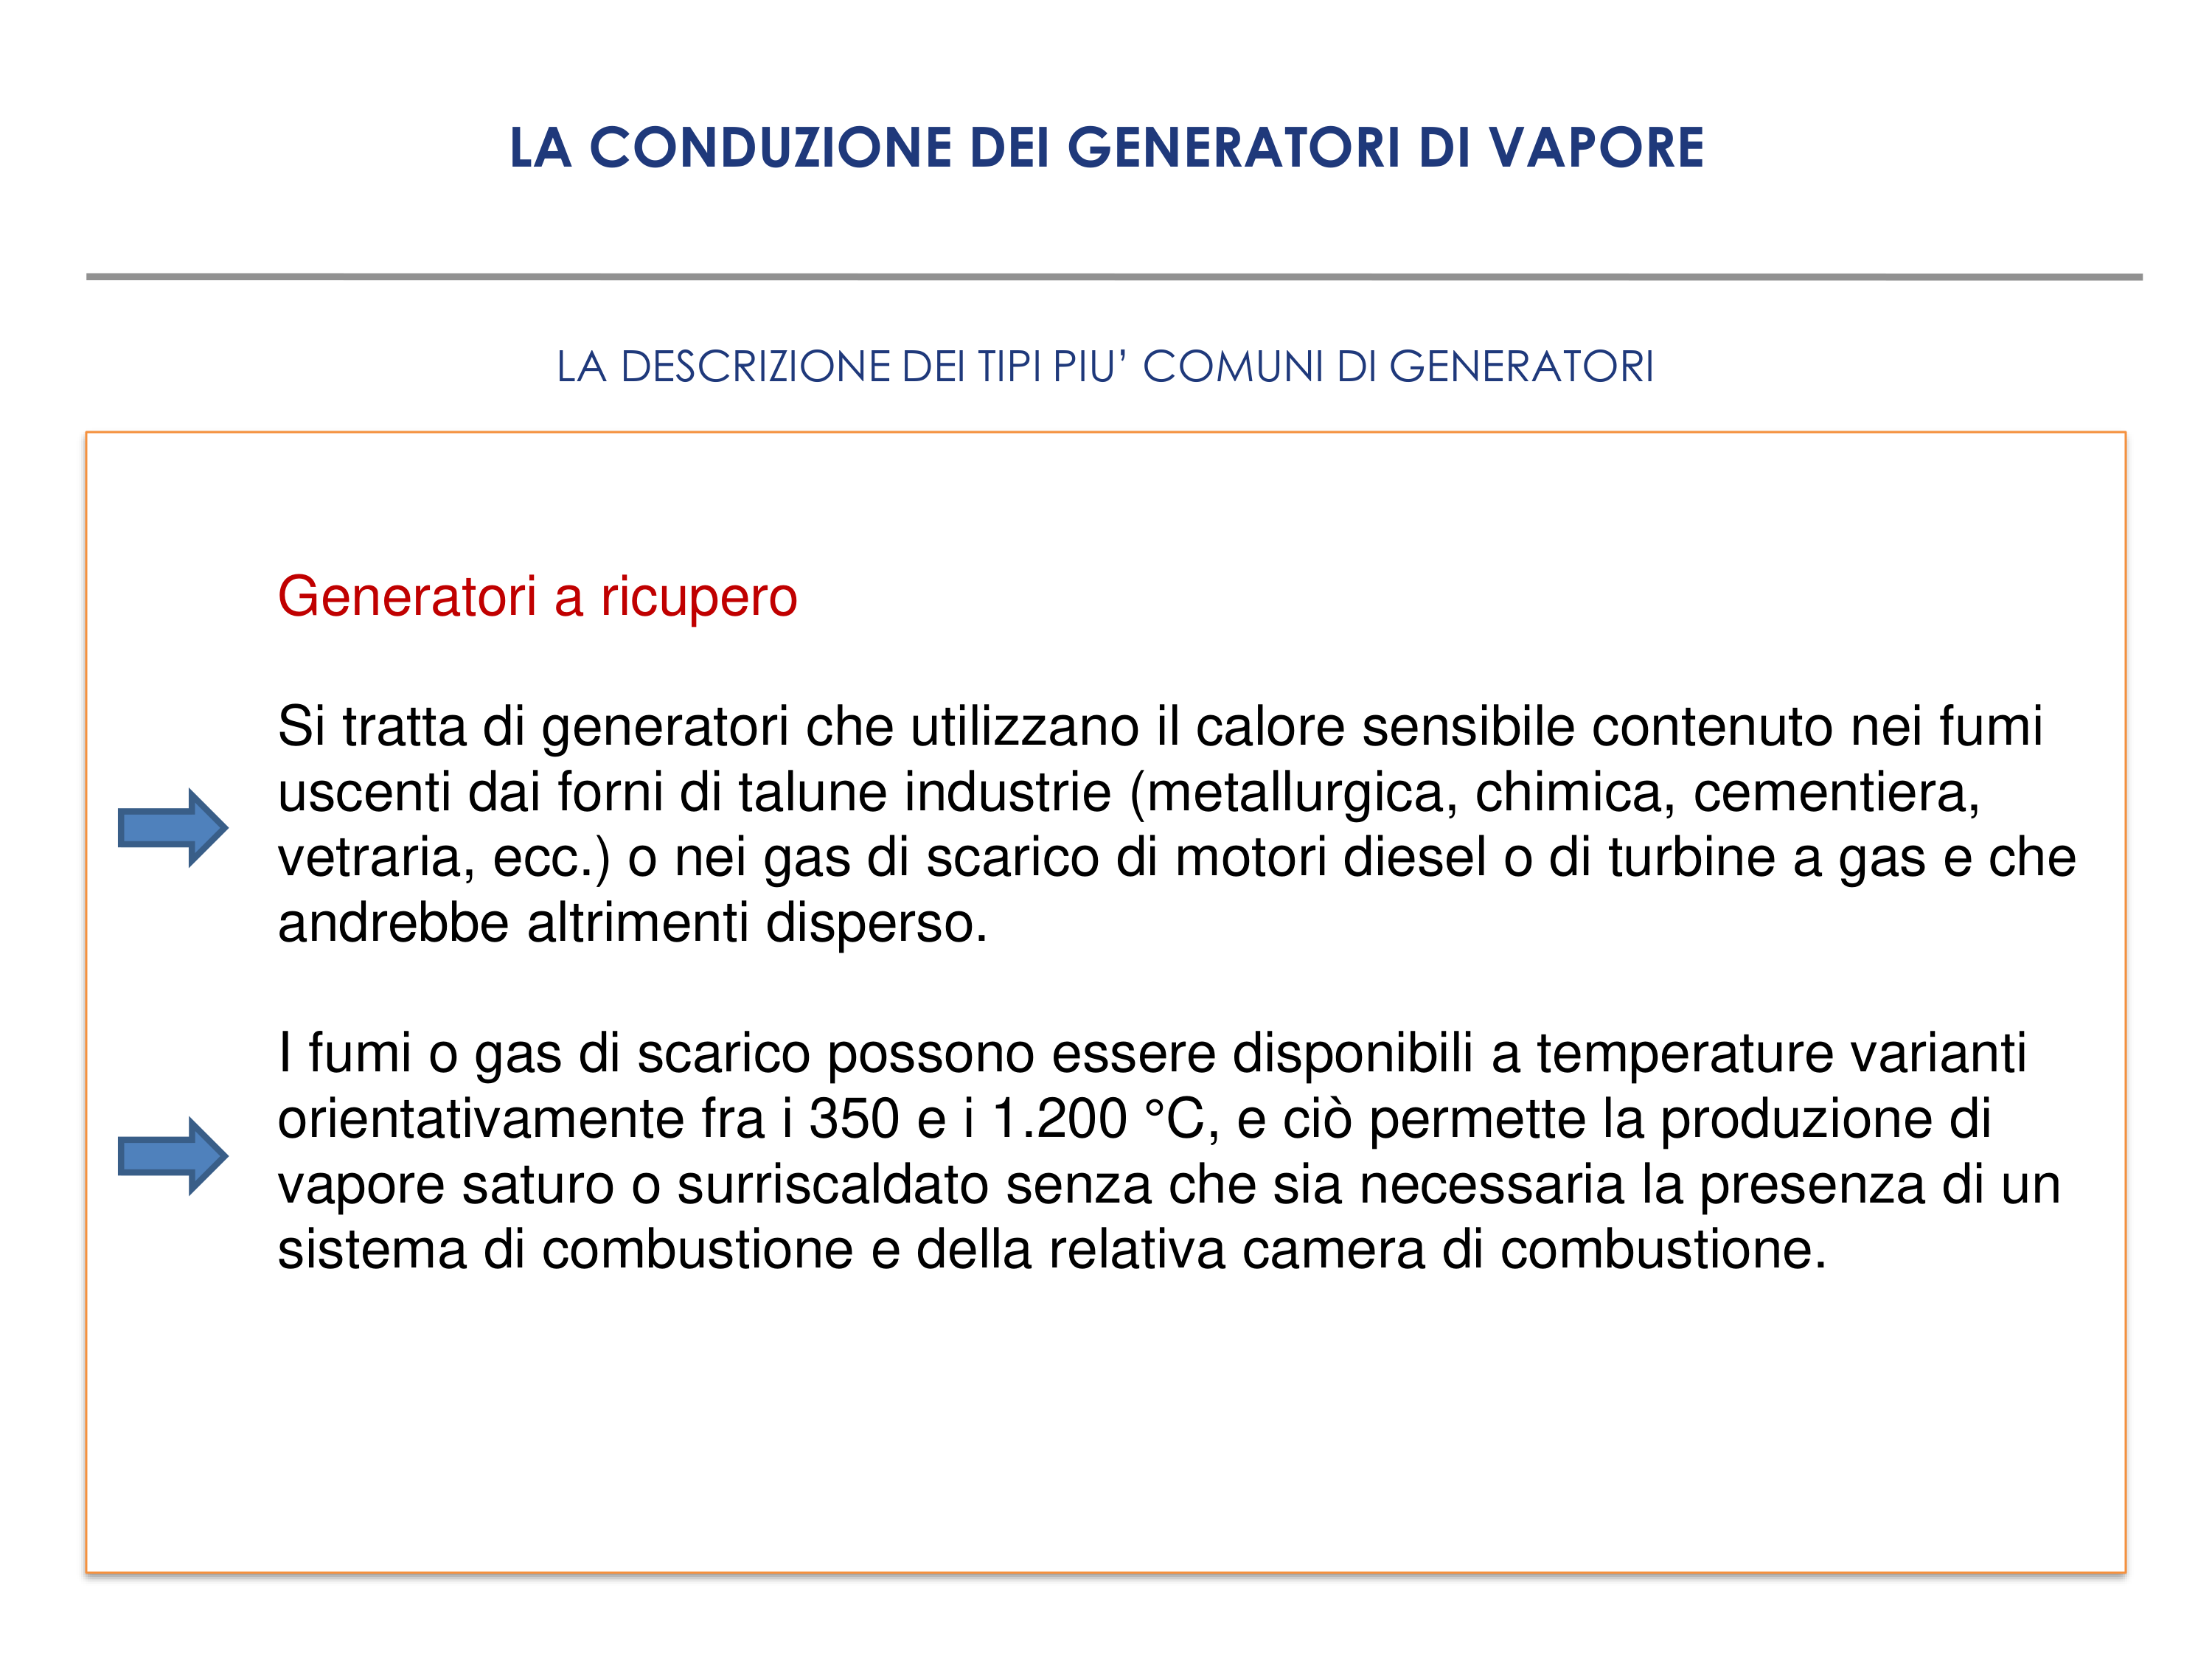 LA CONDUZIONE DEI GENERATORI DI VAPORE
LA DESCRIZIONE DEI TIPI PIU’ COMUNI DI GENERATORI
Generatori a ricupero
Si tratta di generatori che utilizzano il calore sensibile contenuto nei fumi
uscenti dai forni di talune industrie (metallurgica, chimica, cementiera,
vetraria, ecc.) o nei gas di scarico di motori diesel o di turbine a gas e che
andrebbe altrimenti disperso.
I fumi o gas di scarico possono essere disponibili a temperature varianti
orientativamente fra i 350 e i 1.200 °C, e ciò permette la produzione di
vapore saturo o surriscaldato senza che sia necessaria la presenza di un
sistema di combustione e della relativa camera di combustione.